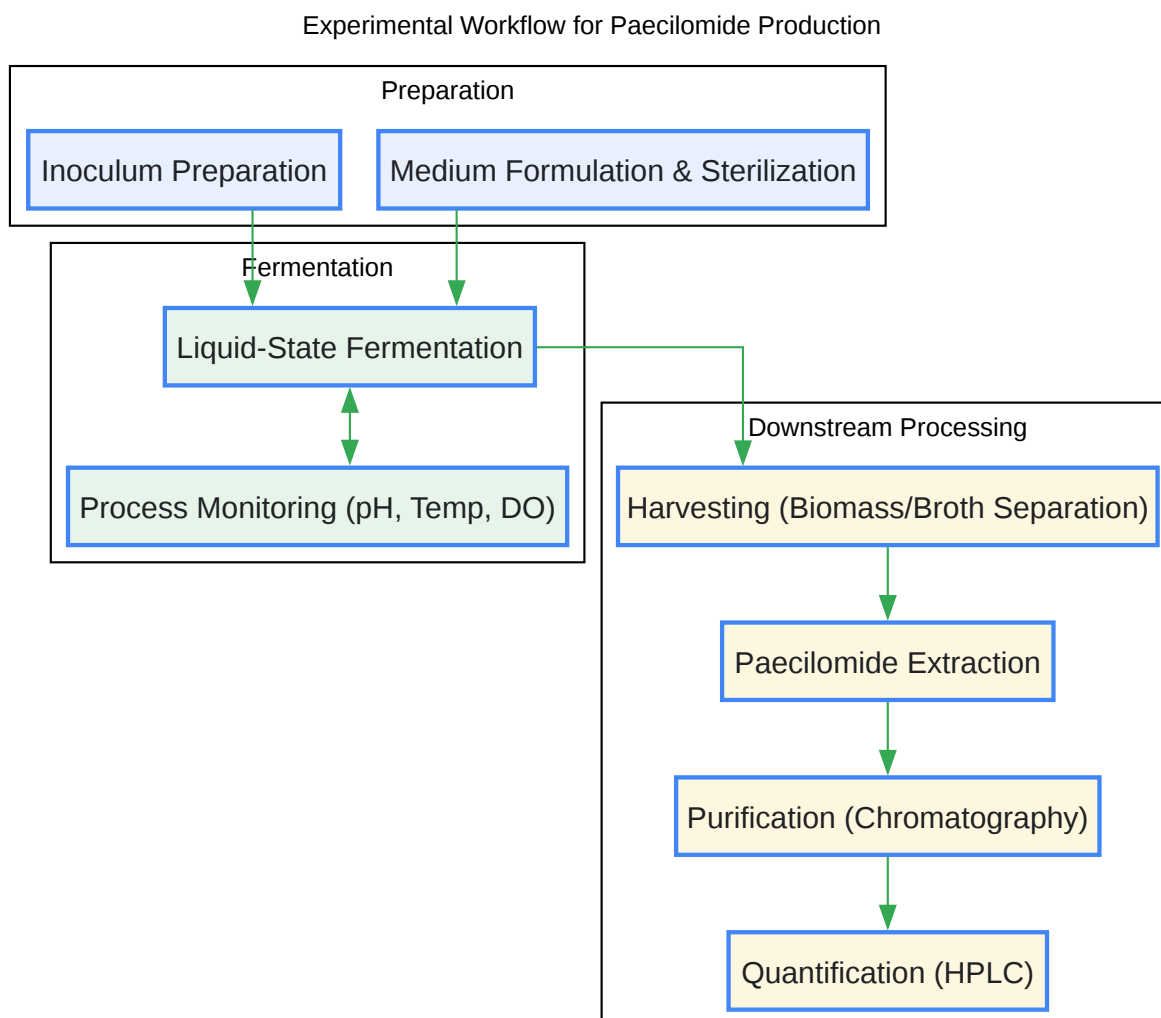 Experimental Workflow for Paecilomide Production
Preparation
Inoculum Preparation
Medium Formulation & Sterilization
Fermentation
Liquid-State Fermentation
Process Monitoring (pH, Temp, DO)
Downstream Processing
Harvesting (Biomass/Broth Separation)
Paecilomide Extraction
Purification (Chromatography)
Quantification (HPLC)